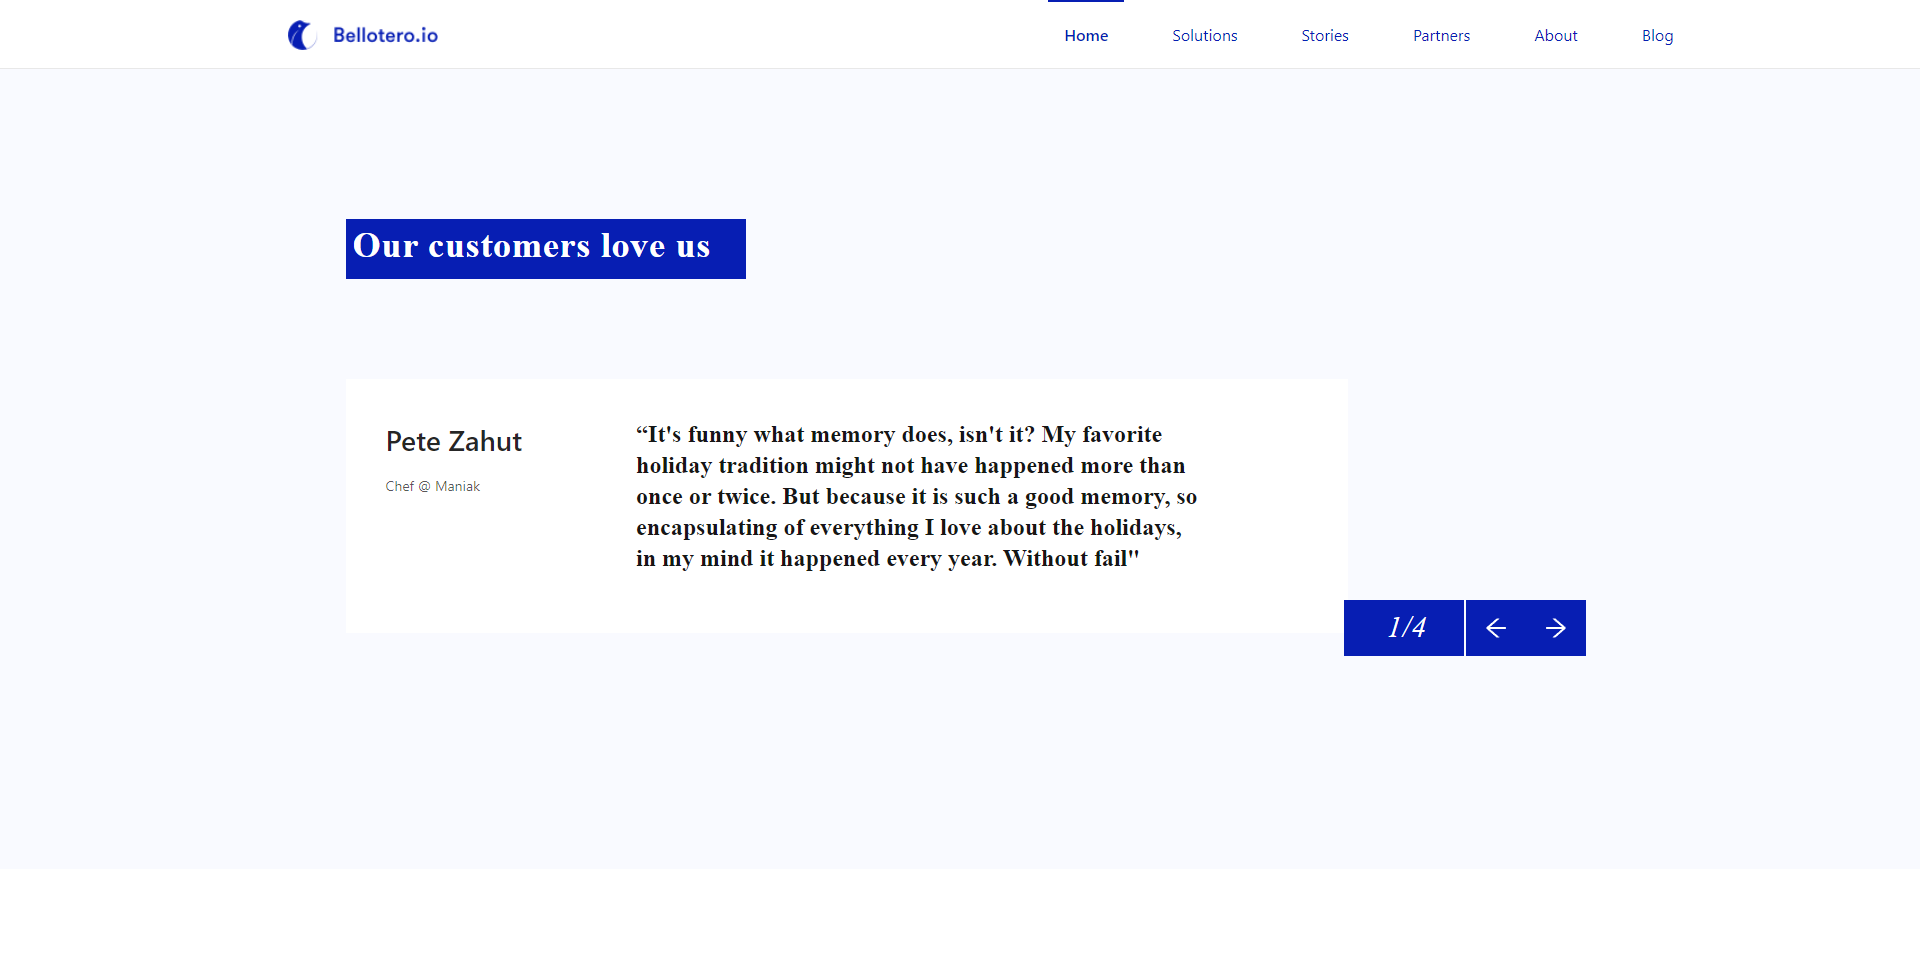 Bellotero.io
Home Solutions Stories Partners About Blog
Our customers love us
Pete Zahut
Chef @ Maniak
“It's funny what memory does, isn't it? My favorite
holiday tradition might not have happened more than
once or twice. But because it is such a good memory, so
encapsulating of everything I love about the holidays,
in my mind it happened every year. Without fail"
1/4